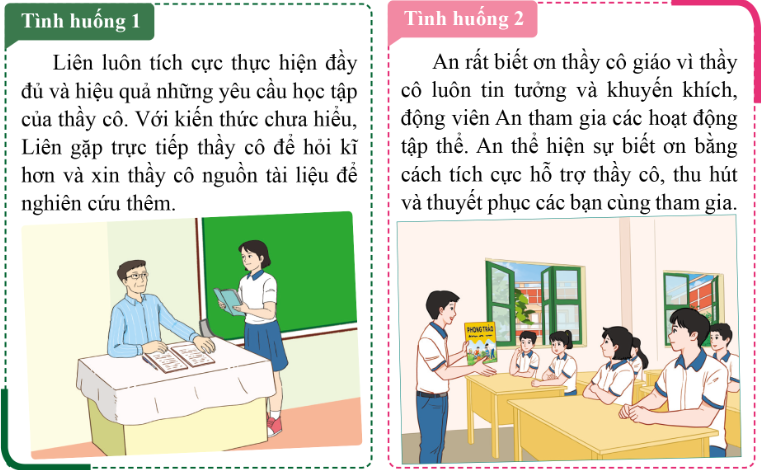 Tình huống 1
Liên luôn tích cực thực hiện đầy
đủ và hiệu quả những yêu cầu học tập
của thầy cô. Với kiến thức chưa hiểu,
Liên gặp trực tiếp thầy cô để hỏi kĩ
hơn và xin thầy cô nguồn tài liệu để
nghiên cứu thêm.
Tình huống 2
An rất biết ơn thầy cô giáo vì thầy
cô luôn tin tưởng và khuyến khích,
động viên An tham gia các hoạt động
tập thể. An thể hiện sự biết ơn bằng
cách tích cực hỗ trợ thầy cô, thu hút
và thuyết phục các bạn cùng tham gia.
PHONG TRÀO